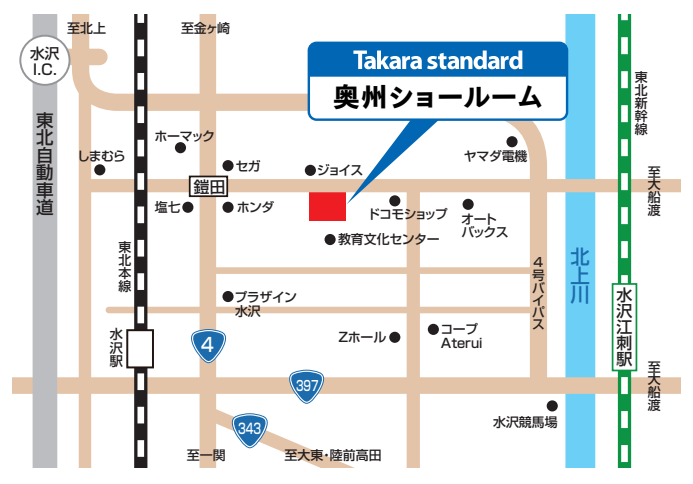 至北上
至金ヶ崎
水沢
I.C.
Takara standard
奥州ショールーム
東北自動車道
東北新幹線
ホーマック
しまむら
セガ
ジョイス
ヤマダ電機
至大船渡
鎧田
塩七
ホンダ
ドコモショップ
オート
バックス
教育文化センター
東北本線
4号バイパス
北上川
プラザイン
水沢
水沢江刺駅
水沢駅
4
Zホール
コープ
Aterui
397
至大船渡
343
水沢競馬場
至一関
至大東・陸前高田